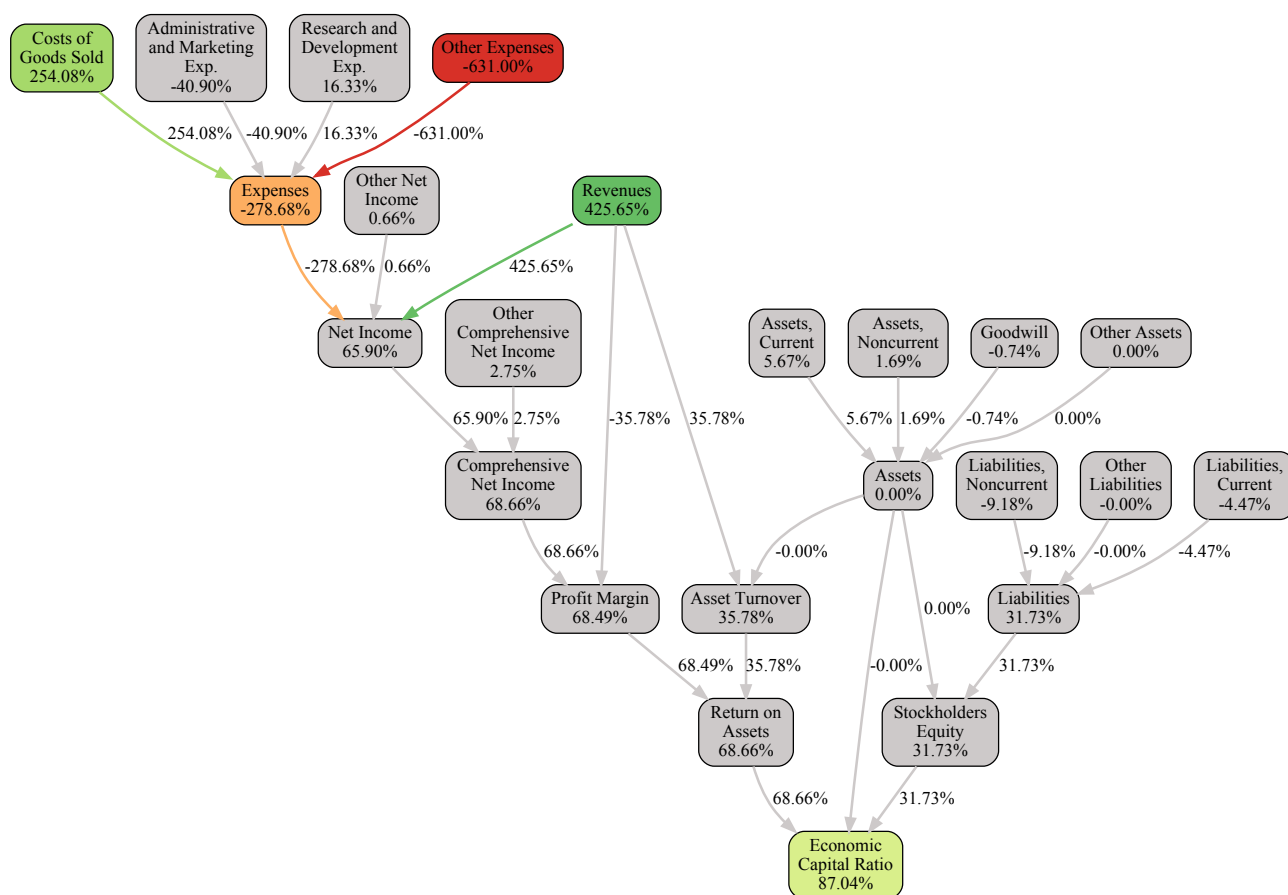 Costs of
Goods Sold
254.08%
Administrative
and Marketing
Exp.
-40.90%
Research and
Development
Exp.
16.33%
Other Expenses
-631.00%
254.08%
-40.90%
16.33%
-631.00%
Expenses
-278.68%
Other Net
Income
0.66%
Revenues
425.65%
-278.68%
0.66%
425.65%
Net Income
65.90%
Other
Comprehensive
Net Income
2.75%
Assets,
Current
5.67%
Assets,
Noncurrent
1.69%
Goodwill
-0.74%
Other Assets
0.00%
65.90%
2.75%
-35.78%
35.78%
5.67%
1.69%
-0.74%
0.00%
Comprehensive
Net Income
68.66%
Assets
0.00%
Liabilities,
Noncurrent
-9.18%
Other
Liabilities
-0.00%
Liabilities,
Current
-4.47%
68.66%
-0.00%
-9.18%
-0.00%
-4.47%
Profit Margin
68.49%
Asset Turnover
35.78%
0.00%
Liabilities
31.73%
68.49%
35.78%
-0.00%
31.73%
Return on
Assets
68.66%
Stockholders
Equity
31.73%
68.66%
31.73%
Economic
Capital Ratio
87.04%